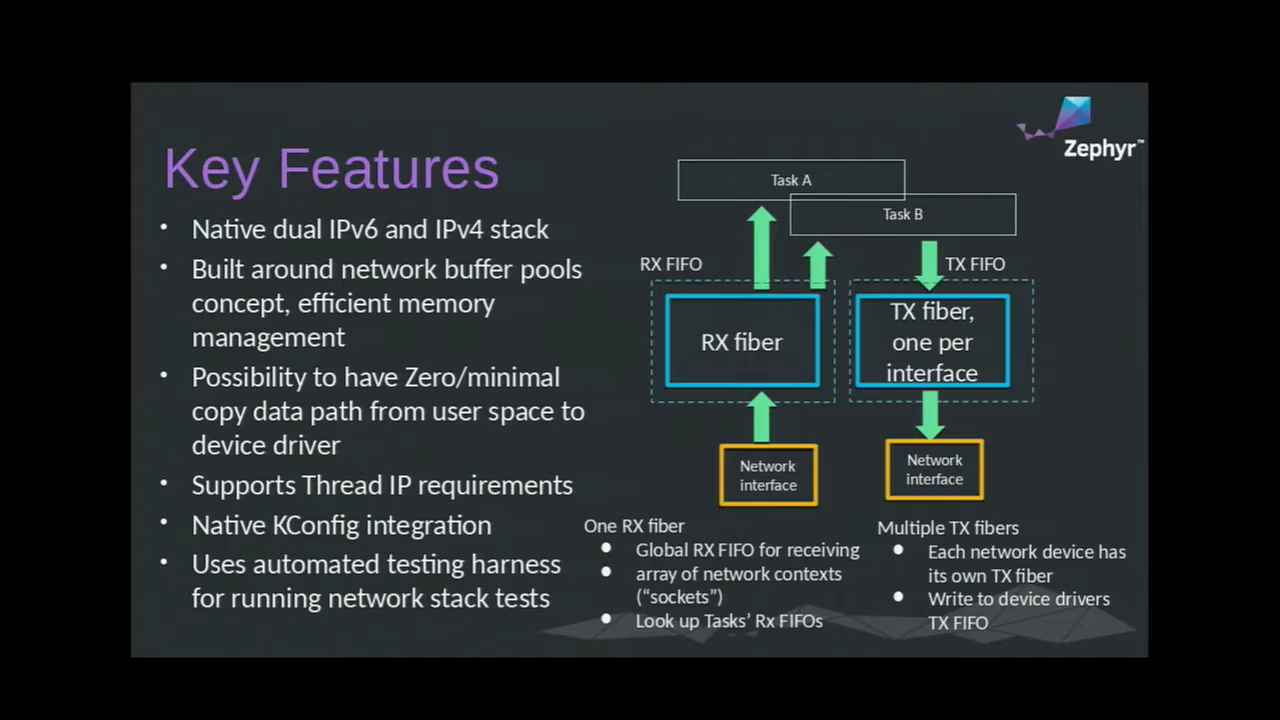 Zephyr™
Key Features
• Native dual IPv6 and IPv4 stack
• Built around network buffer pools
concept, efficient memory
management
• Possibility to have Zero/minimal
copy data path from user space to
device driver
• Supports Thread IP requirements
• Native KConfig integration
• Uses automated testing harness
for running network stack tests
Task A
Task B
RX FIFO
TX FIFO
RX fiber
TX fiber,
one per
interface
Network
interface
Network
interface
One RX fiber
● Global RX FIFO for receiving
● array of network contexts
(“sockets”)
● Look up Tasks’ Rx FIFOs
Multiple TX fibers
● Each network device has
its own TX fiber
● Write to device drivers
TX FIFO